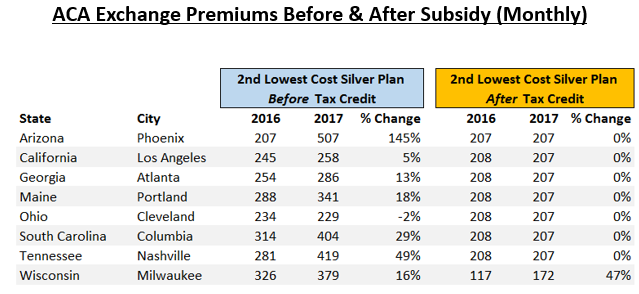 ACA Exchange Premiums Before & After Subsidy (Monthly)
2nd Lowest Cost Silver Plan 2nd Lowest Cost Silver Plan
Before Tax Credit After Tax Credit
State City 2016 2017 % Change 2016 2017 % Change
Arizona Phoenix 207 507 145% 207 207 0%
California Los Angeles 245 258 5% 208 207 0%
Georgia Atlanta 254 286 13% 208 207 0%
Maine Portland 288 341 18% 208 207 0%
Ohio Cleveland 234 229 -2% 208 207 0%
South Carolina Columbia 314 404 29% 208 207 0%
Tennessee Nashville 281 419 49% 208 207 0%
Wisconsin Milwaukee 326 379 16% 117 172 47%